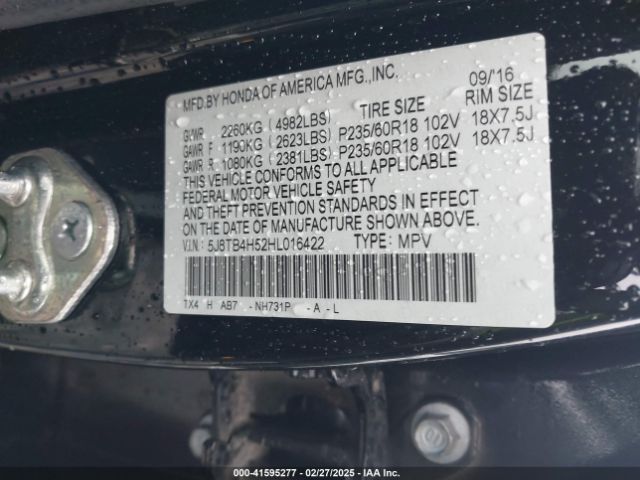 MFD.BY HONDA OF AMERICA MFG.,INC. 09/'16
TIRE SIZE RIM SIZE
GVWR 2260KG (4982LBS)
GAWR F 1190KG (2623LBS) P235/60R18 102V 18X7.5J
GAWR R 1080KG (2381LBS) P235/60R18 102V 18X7.5J
THIS VEHICLE CONFORMS TO ALL APPLICABLE
FEDERAL MOTOR VEHICLE SAFETY
AND THEFT PREVENTION STANDARDS IN EFFECT
ON THE DATE OF MANUFACTURE SHOWN ABOVE.
V.I.N.: 5J8TB4H52HL016422 TYPE: MPV
TX4 H AB7 -NH731P -A -L
000-41595277 - 02/27/2025 - IAA Inc.